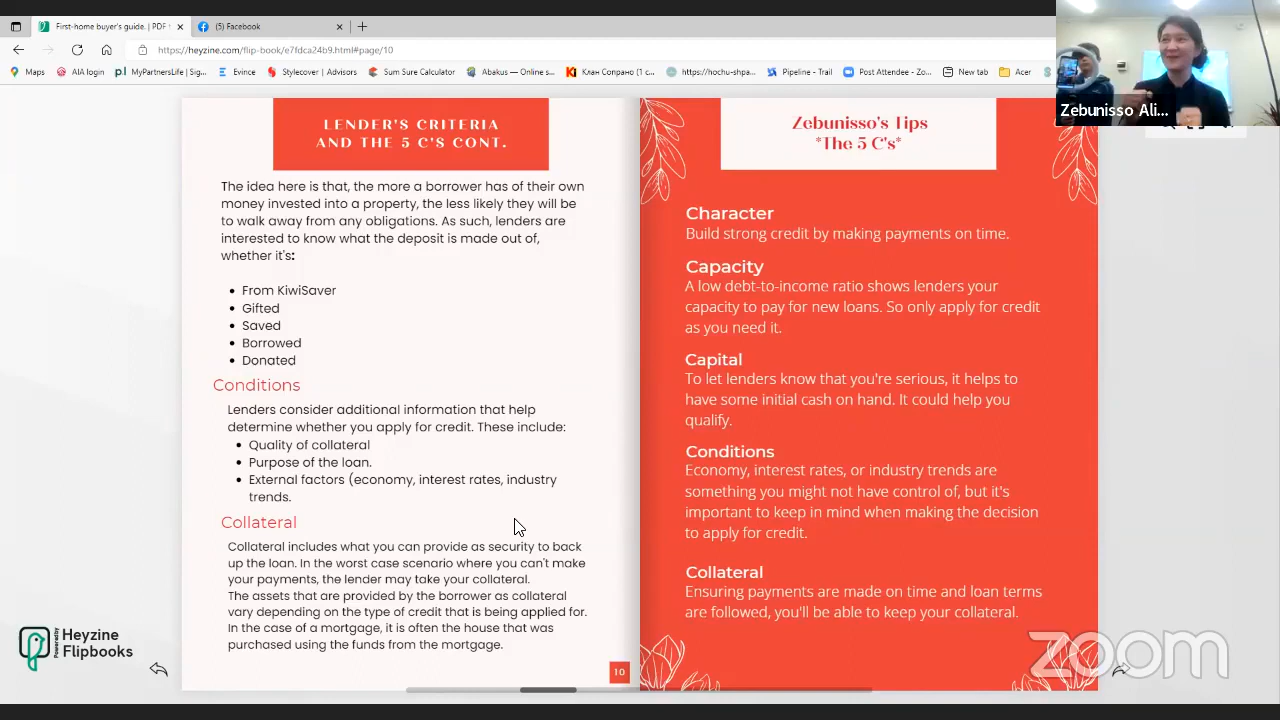 First-home buyer's guide. | PDF
(5) Facebook
https://heyzine.com/flip-book/e7fdca24b9.html#page/10
Maps
AIA login
MyPartnersLife | Sig...
Evince
Stylecover | Advisor...
Sum Sure Calculator
Abakus — Online s...
Клан Сопрано (1 с...
https://hochu-shpa...
Pipeline - Trail
Post Attendee - Zo...
New tab
Acer
Zebunisso Ali...
LENDER'S CRITERIA
AND THE 5 C'S CONT.
The idea here is that, the more a borrower has of their own
money invested into a property, the less likely they will be
to walk away from any obligations. As such, lenders are
interested to know what the deposit is made out of,
whether it's:
• From KiwiSaver
• Gifted
• Saved
• Borrowed
• Donated
Conditions
Lenders consider additional information that help
determine whether you apply for credit. These include:
• Quality of collateral
• Purpose of the loan.
• External factors (economy, interest rates, industry
trends.
Collateral
Collateral includes what you can provide as security to back
up the loan. In the worst case scenario where you can't make
your payments, the lender may take your collateral.
The assets that are provided by the borrower as collateral
vary depending on the type of credit that is being applied for.
In the case of a mortgage, it is often the house that was
purchased using the funds from the mortgage.
10
Zebunisso's Tips
*The 5 C's*
Character
Build strong credit by making payments on time.
Capacity
A low debt-to-income ratio shows lenders your
capacity to pay for new loans. So only apply for credit
as you need it.
Capital
To let lenders know that you're serious, it helps to
have some initial cash on hand. It could help you
qualify.
Conditions
Economy, interest rates, or industry trends are
something you might not have control of, but it's
important to keep in mind when making the decision
to apply for credit.
Collateral
Ensuring payments are made on time and loan terms
are followed, you'll be able to keep your collateral.
Powered by
Heyzine
Flipbooks
zoom